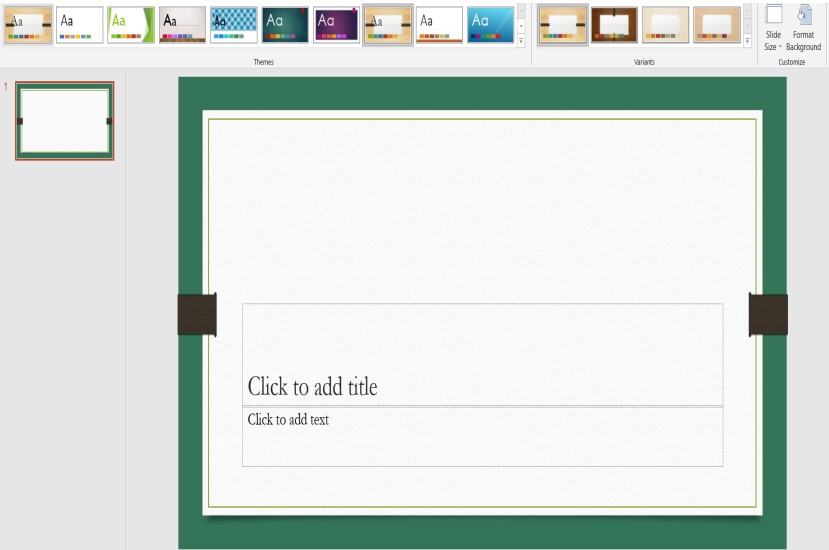 Aa
Aa
Aa
Aa
Aa
Aa
Aa
Aa
Aa
Aa
Slide
Size
Format
Background
Themes
Variants
Customize
1
Click to add title
Click to add text